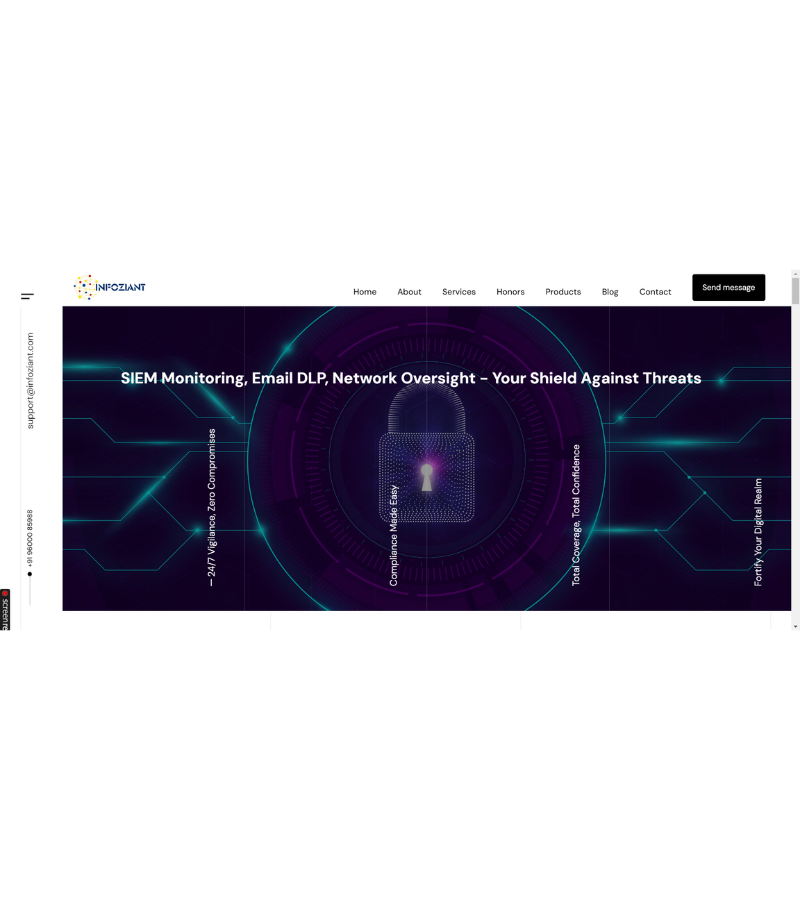 INFOZIANT
Home
About
Services
Honors
Products
Blog
Contact
Send message
support@infoziant.com
+91 96000 85988
SIEM Monitoring, Email DLP, Network Oversight - Your Shield Against Threats
— 24/7 Vigilance, Zero Compromises
Compliance Made Easy
Total Coverage, Total Confidence
Fortify Your Digital Realm
screenre